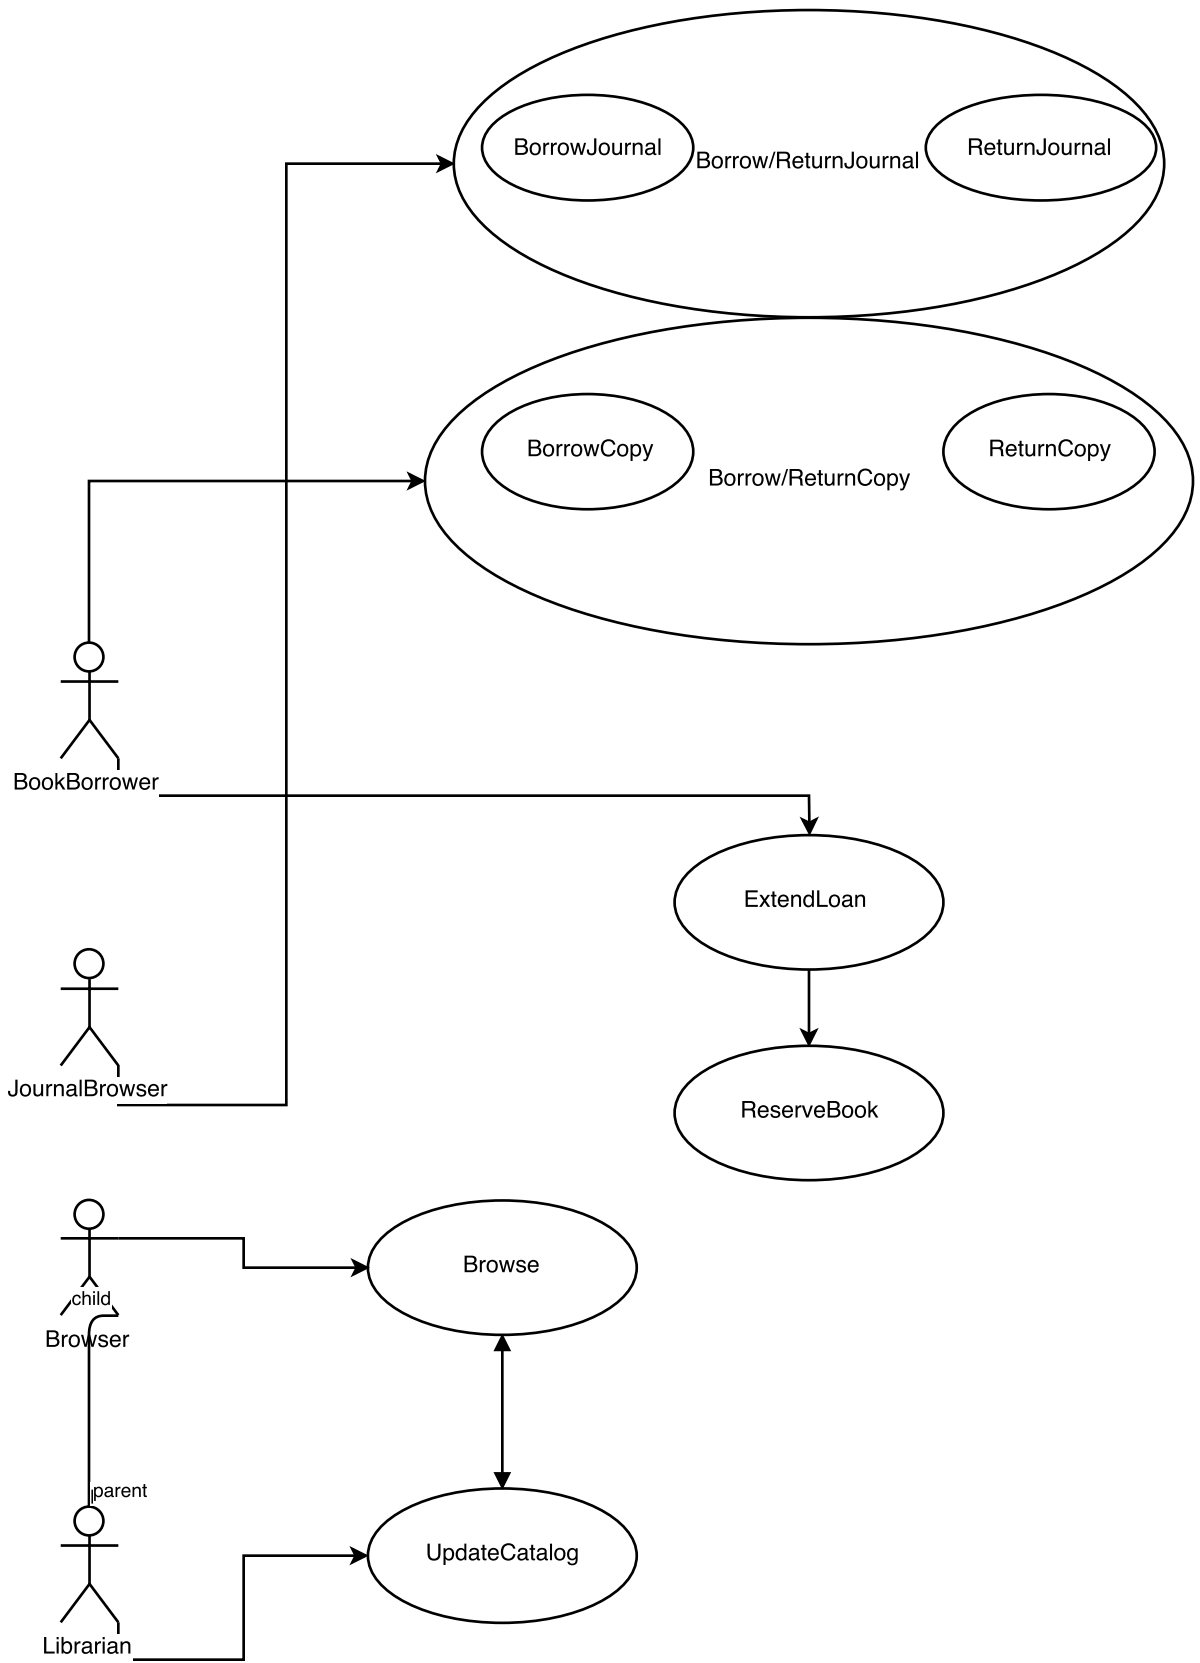 BorrowJournal
Borrow/ReturnJournal
ReturnJournal
BorrowCopy
Borrow/ReturnCopy
ReturnCopy
BookBorrower
ExtendLoan
JournalBrowser
ReserveBook
Browse
child
Browser
parent
UpdateCatalog
Librarian